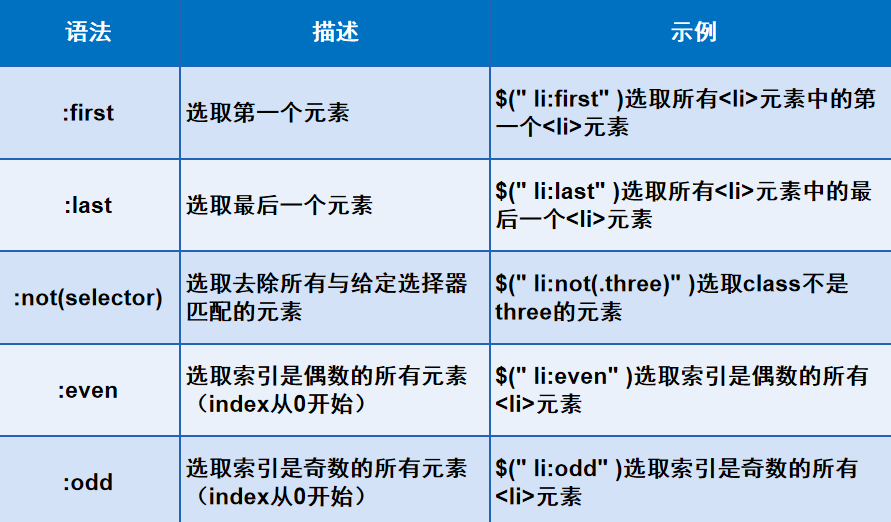 语法 描述 示例
:first 选取第一个元素 $(" li:first" )选取所有<li>元素中的第
一个<li>元素
:last 选取最后一个元素 $(" li:last" )选取所有<li>元素中的最
后一个<li>元素
:not(selector) 选取去除所有与给定选择器 $(" li:not(.three)" )选取class不是
匹配的元素 three的元素
:even 选取索引是偶数的所有元素 $(" li:even" )选取索引是偶数的所有
（index从0开始） <li>元素
:odd 选取索引是奇数的所有元素 $(" li:odd" )选取索引是奇数的所有
（index从0开始） <li>元素